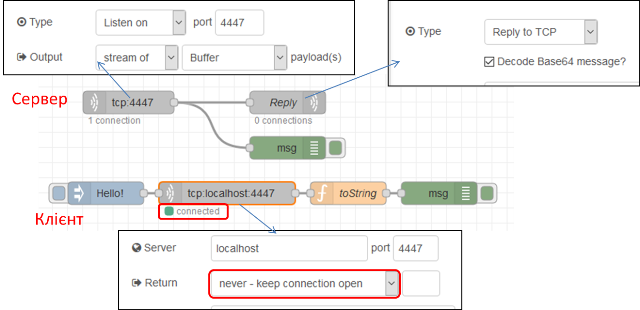 Type Listen on port 4447
Output stream of Buffer payload(s)
Type Reply to TCP
Decode Base64 message?
Сервер
tcp:4447
1 connection
Reply
0 connections
msg
Hello!
tcp:localhost:4447
connected
toString
msg
Клієнт
Server localhost port 4447
Return never - keep connection open